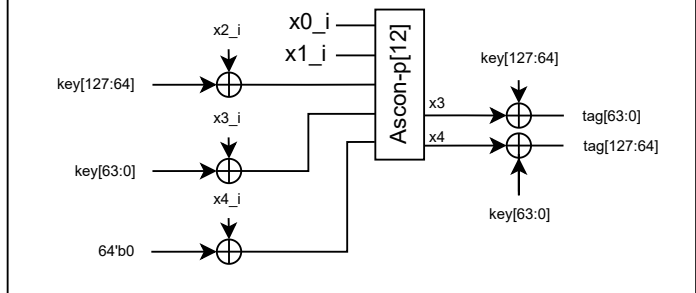 x0_i
x2_i
x1_i
Ascon-p[12]
key[127:64]
key[127:64]
x3
tag[63:0]
x3_i
x4
tag[127:64]
key[63:0]
x4_i
key[63:0]
64'b0